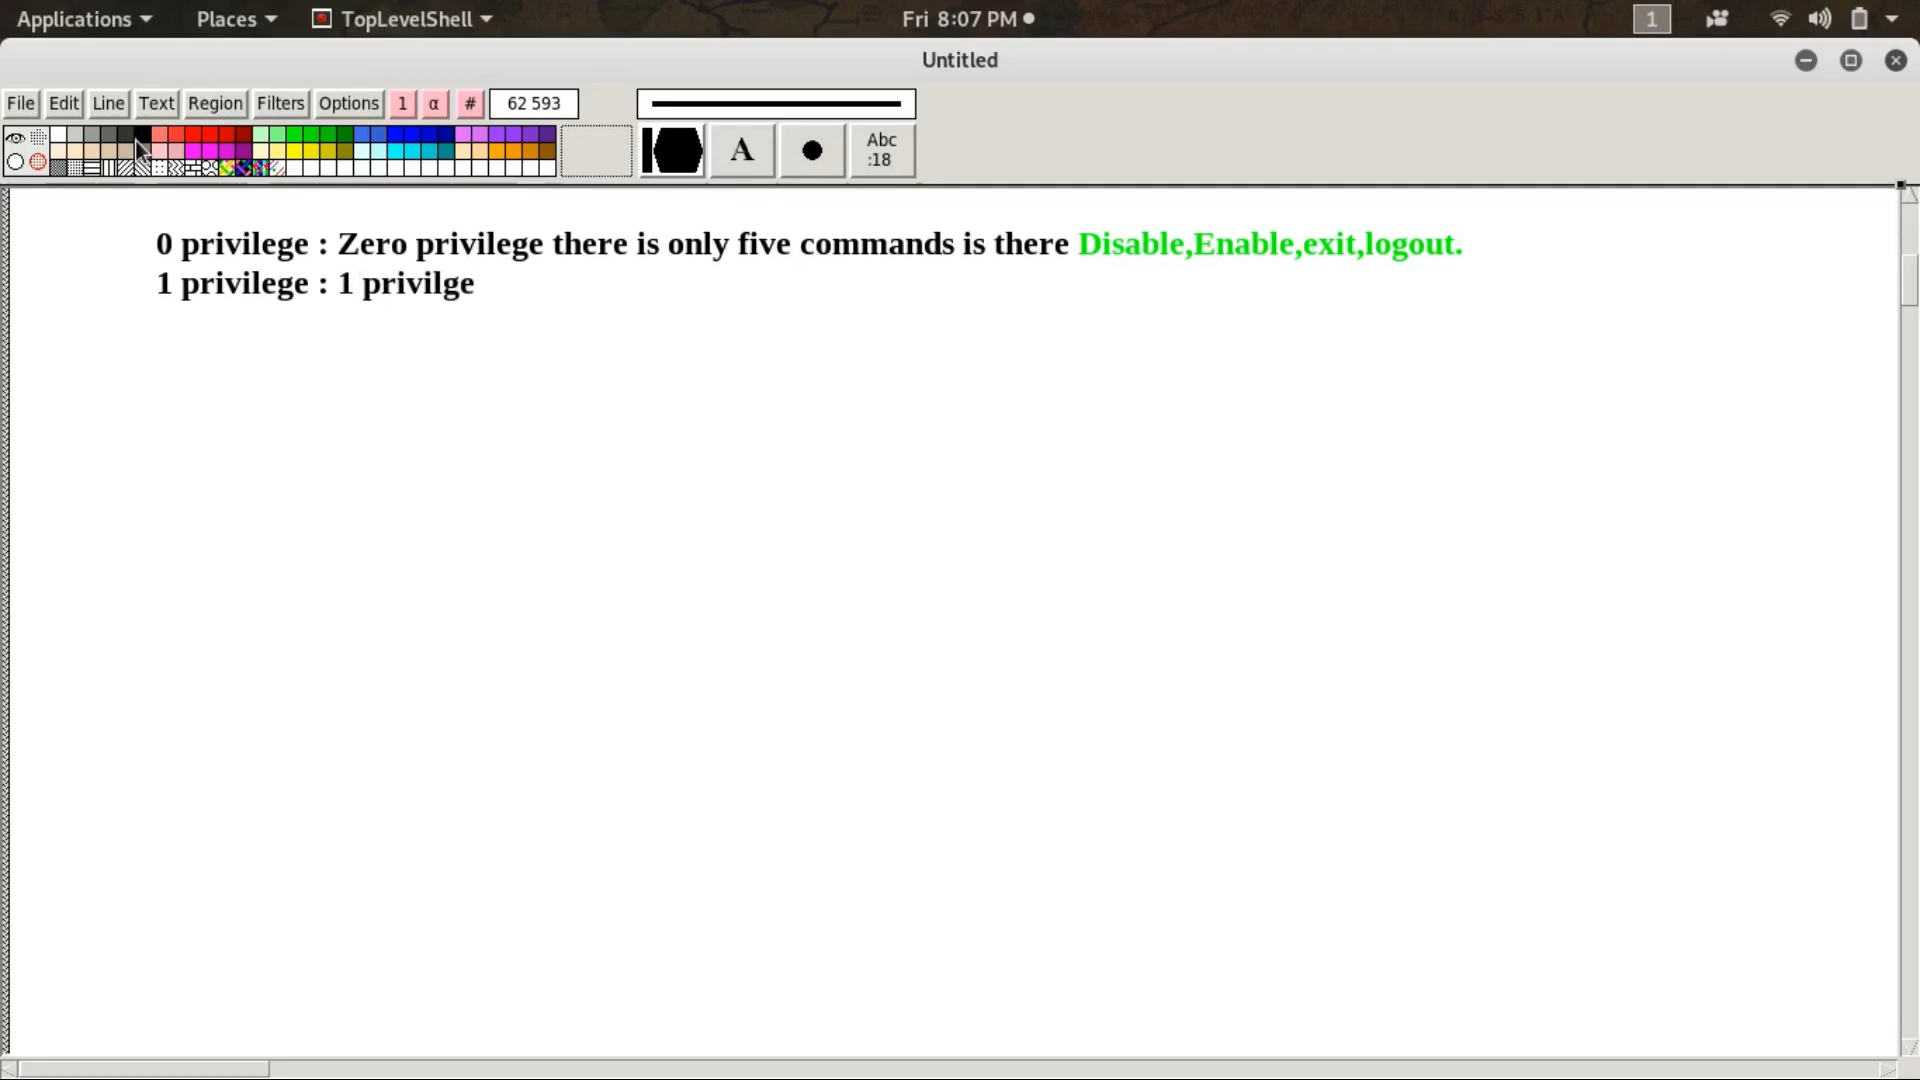 Applications Places TopLevelShell Fri 8:07 PM 1
Untitled
File Edit Line Text Region Filters Options 1 α # 62 593
A Abc
:18
0 privilege : Zero privilege there is only five commands is there Disable,Enable,exit,logout.
1 privilege : 1 privilge